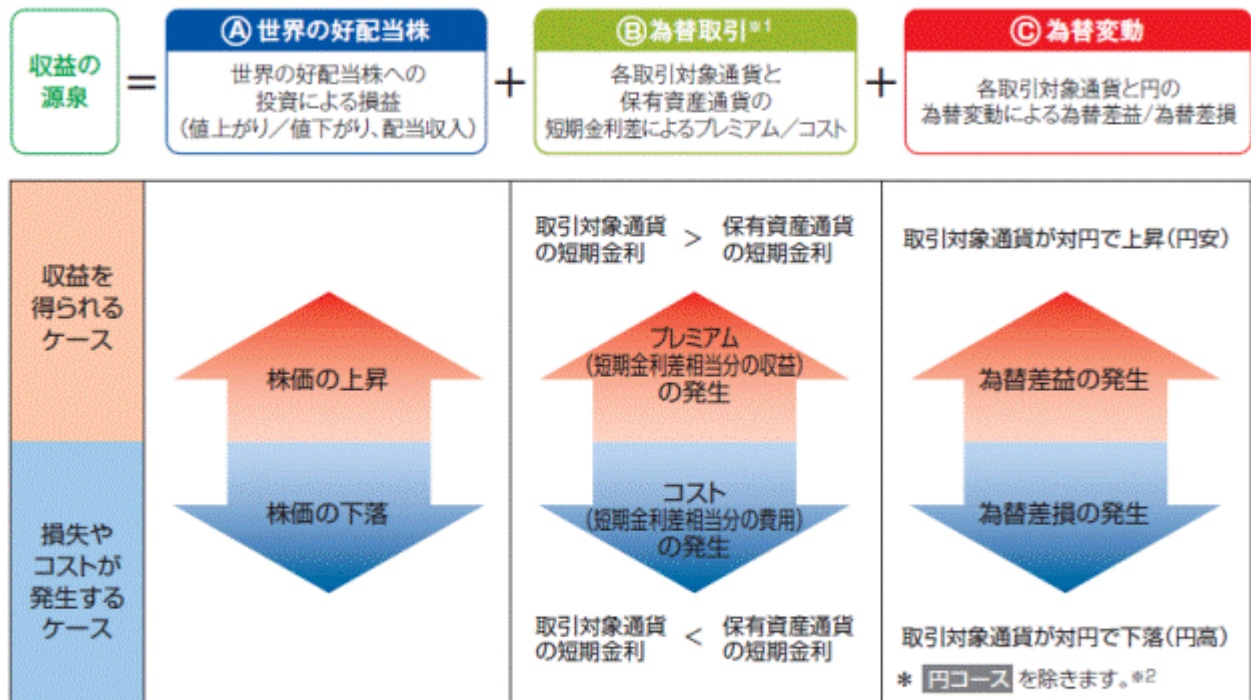 収益の
源泉
=
Ⓐ世界の好配当株
世界の好配当株への
投資による損益
(値上がり/値下がり、配当収入)
+
Ⓑ為替取引※1
各取引対象通貨と
保有資産通貨の
短期金利差によるプレミアム/コスト
+
Ⓒ為替変動
各取引対象通貨と円の
為替変動による為替差益/為替差損
収益を
得られる
ケース
株価の上昇
取引対象通貨
の短期金利
>
保有資産通貨
の短期金利
プレミアム
(短期金利差相当分の収益)
の発生
取引対象通貨が対円で上昇(円安)
為替差益の発生
損失や
コストが
発生する
ケース
株価の下落
コスト
(短期金利差相当分の費用)
の発生
取引対象通貨
の短期金利
<
保有資産通貨
の短期金利
為替差損の発生
取引対象通貨が対円で下落(円高)
* 円コース を除きます。※2